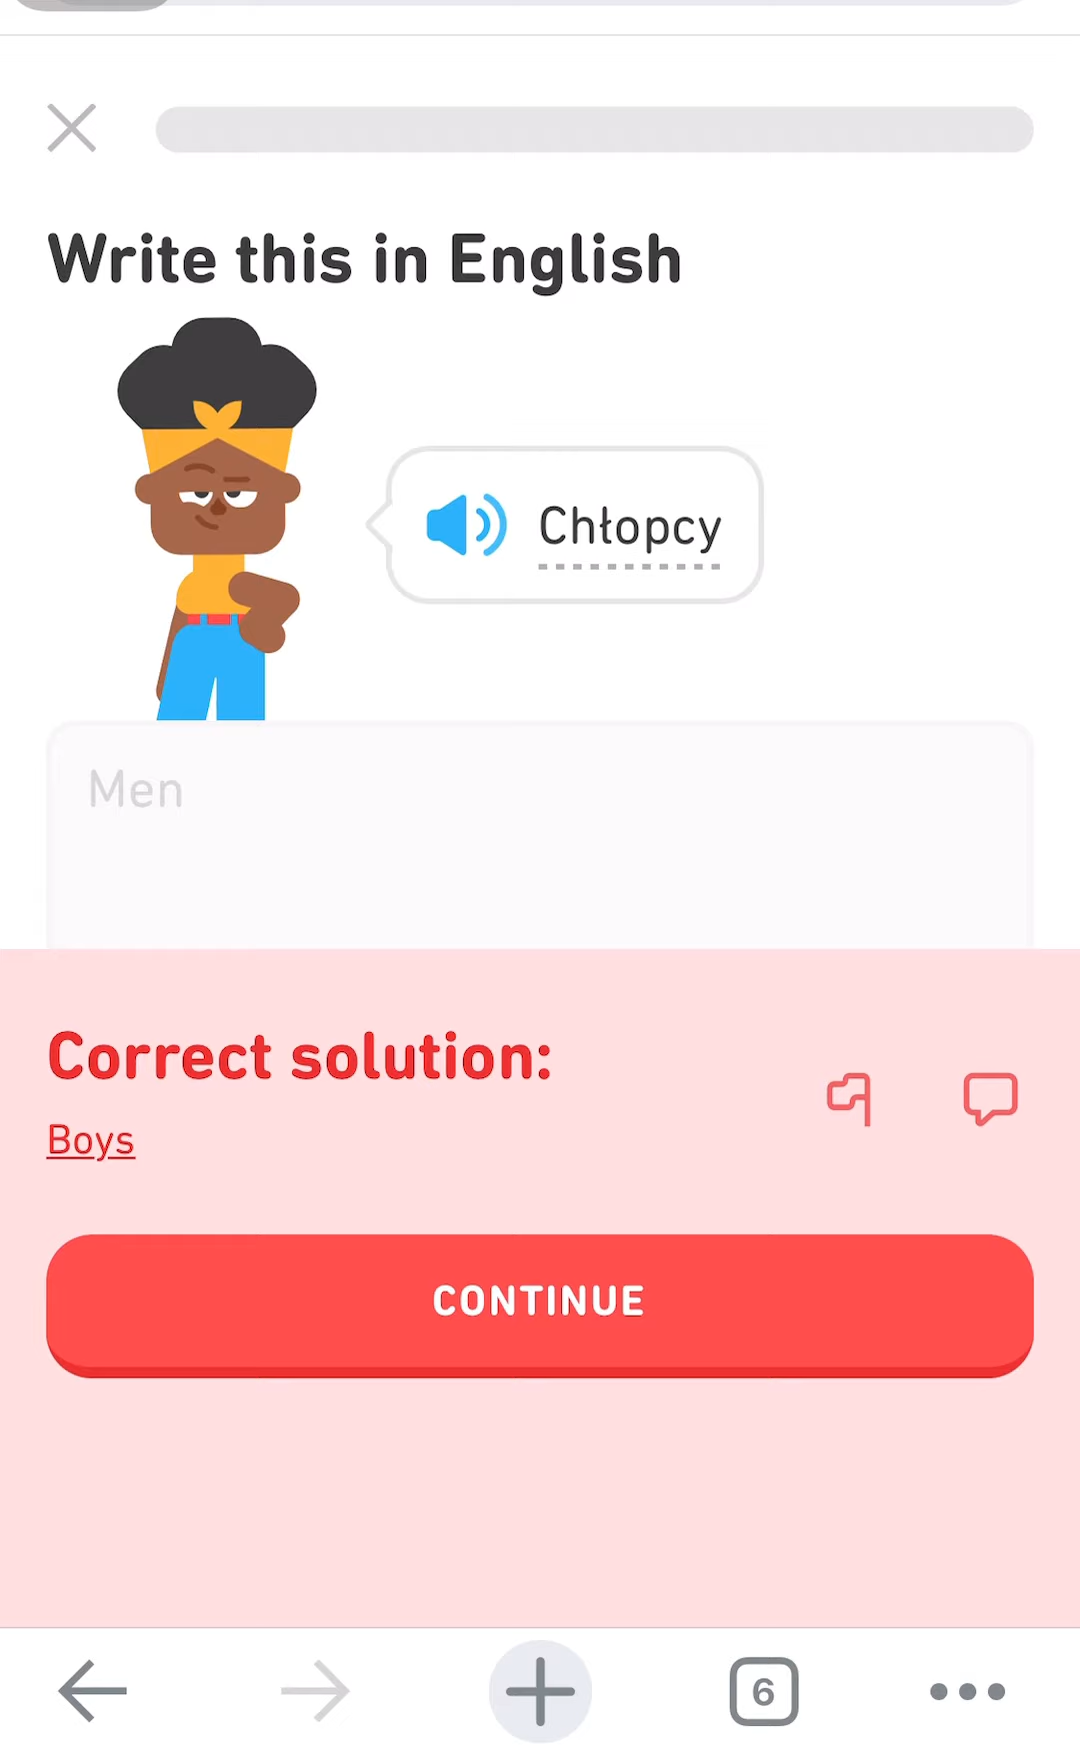 Write this in English
Chłopcy
Men
Correct solution:
Boys
CONTINUE
6